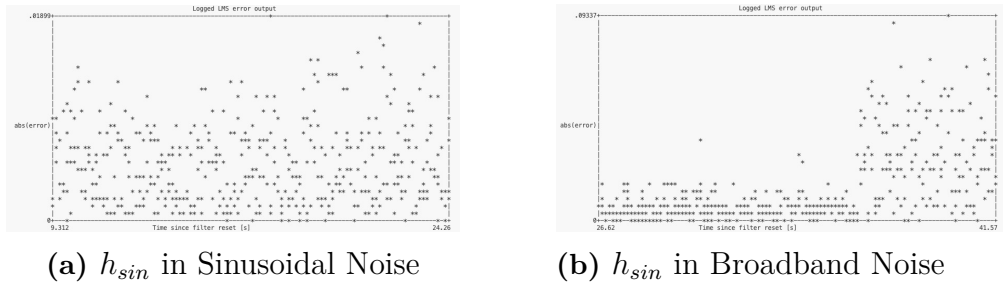 Logged LMS error output
.01899
abs(error)
0
9.312 Time since filter reset [s] 24.26
(a) h_sin in Sinusoidal Noise
Logged LMS error output
.09337
abs(error)
0
26.62 Time since filter reset [s] 41.57
(b) h_sin in Broadband Noise